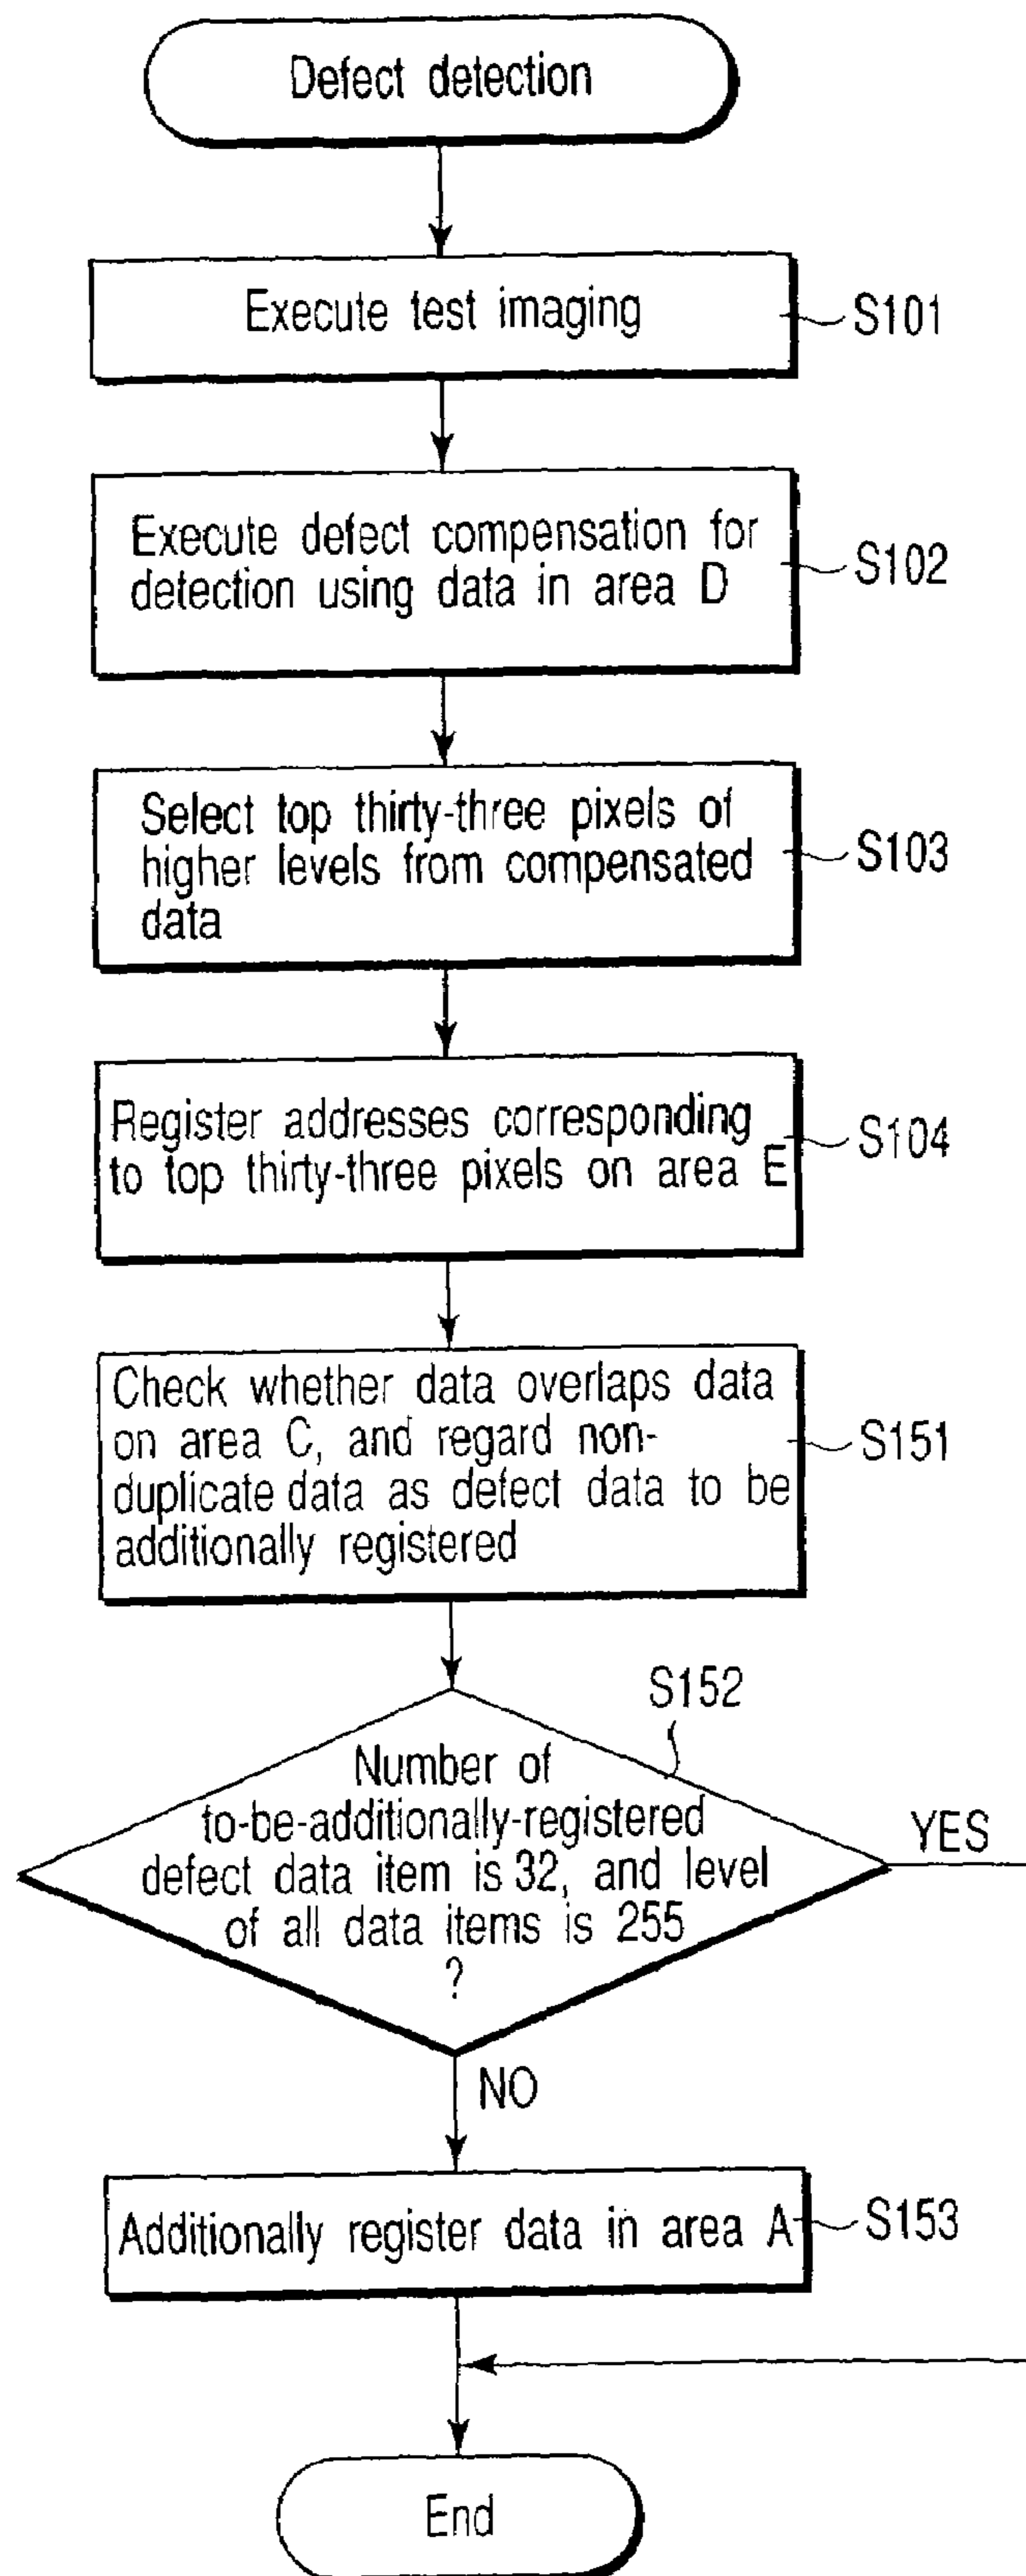 Defect detection
Execute test imaging
S101
Execute defect compensation for
detection using data in area D
S102
Select top thirty-three pixels of
higher levels from compensated
data
S103
Register addresses corresponding
to top thirty-three pixels on area E
S104
Check whether data overlaps data
on area C, and regard non-
duplicate data as defect data to be
additionally registered
S151
S152
Number of
to-be-additionally-registered
defect data item is 32, and level
of all data items is 255
?
YES
NO
Additionally register data in area A
S153
End